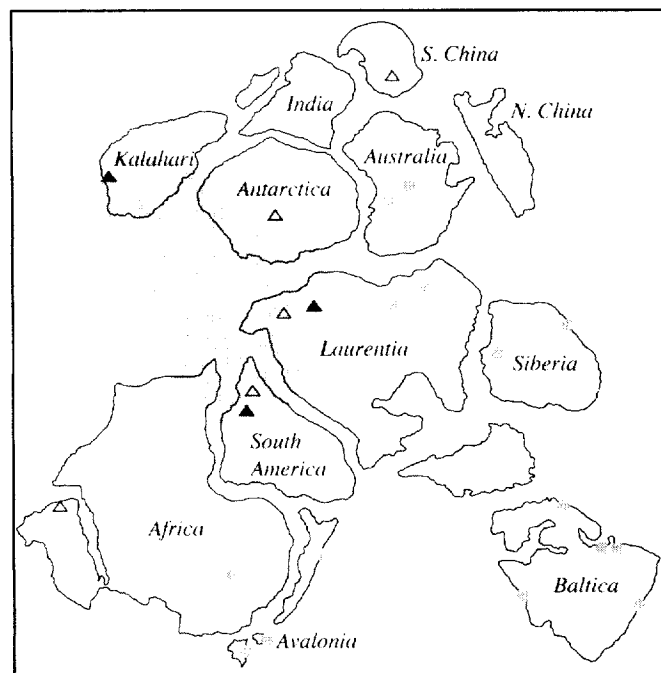 S. China
India
N. China
Kalahari
Australia
Antarctica
Laurentia
Siberia
South
America
Africa
Baltica
Avalonia